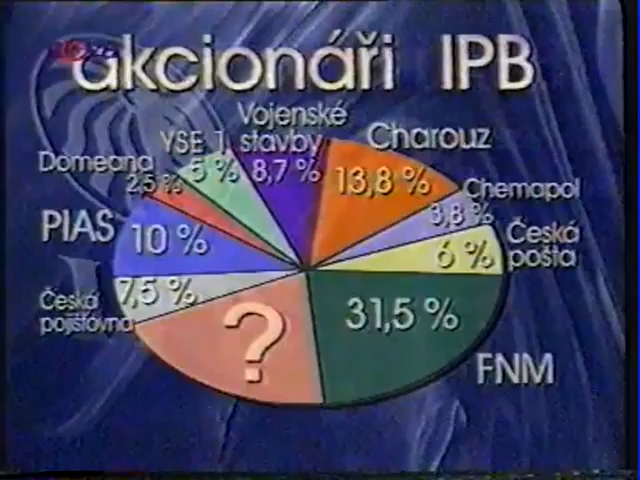 akcionáři IPB
Vojenské
stavby
8,7 %
YSE 1
5 %
Charouz
13,8 %
Domeana
2,5 %
Chemapol
3,8 %
PIAS
10 %
Česká
pošta
6 %
Česká
pojišťovna
7,5 %
?
31,5 %
FNM